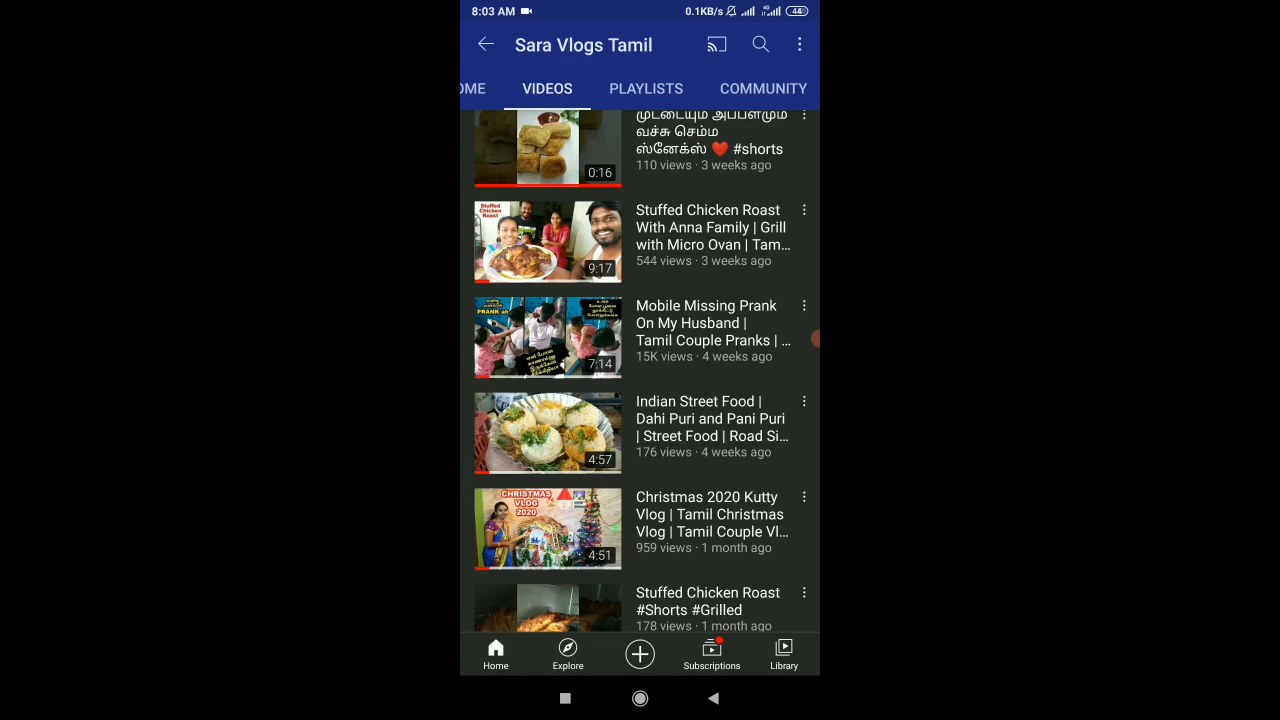 8:03 AM
0.1KB/s
4G
44
Sara Vlogs Tamil
OME
VIDEOS
PLAYLISTS
COMMUNITY
முட்டையும் அப்பளமும்
வச்சு செம்ம
ஸ்னேக்ஸ் ❤️ #shorts
110 views · 3 weeks ago
0:16
Stuffed
Chicken
Roast
9:17
Stuffed Chicken Roast
With Anna Family | Grill
with Micro Ovan | Tam...
544 views · 3 weeks ago
PRANK ah
7:14
Mobile Missing Prank
On My Husband |
Tamil Couple Pranks | ...
15K views · 4 weeks ago
4:57
Indian Street Food |
Dahi Puri and Pani Puri
| Street Food | Road Si...
176 views · 4 weeks ago
CHRISTMAS
VLOG
2020
4:51
Christmas 2020 Kutty
Vlog | Tamil Christmas
Vlog | Tamil Couple Vl...
959 views · 1 month ago
Stuffed Chicken Roast
#Shorts #Grilled
178 views · 1 month ago
Home
Explore
Subscriptions
Library